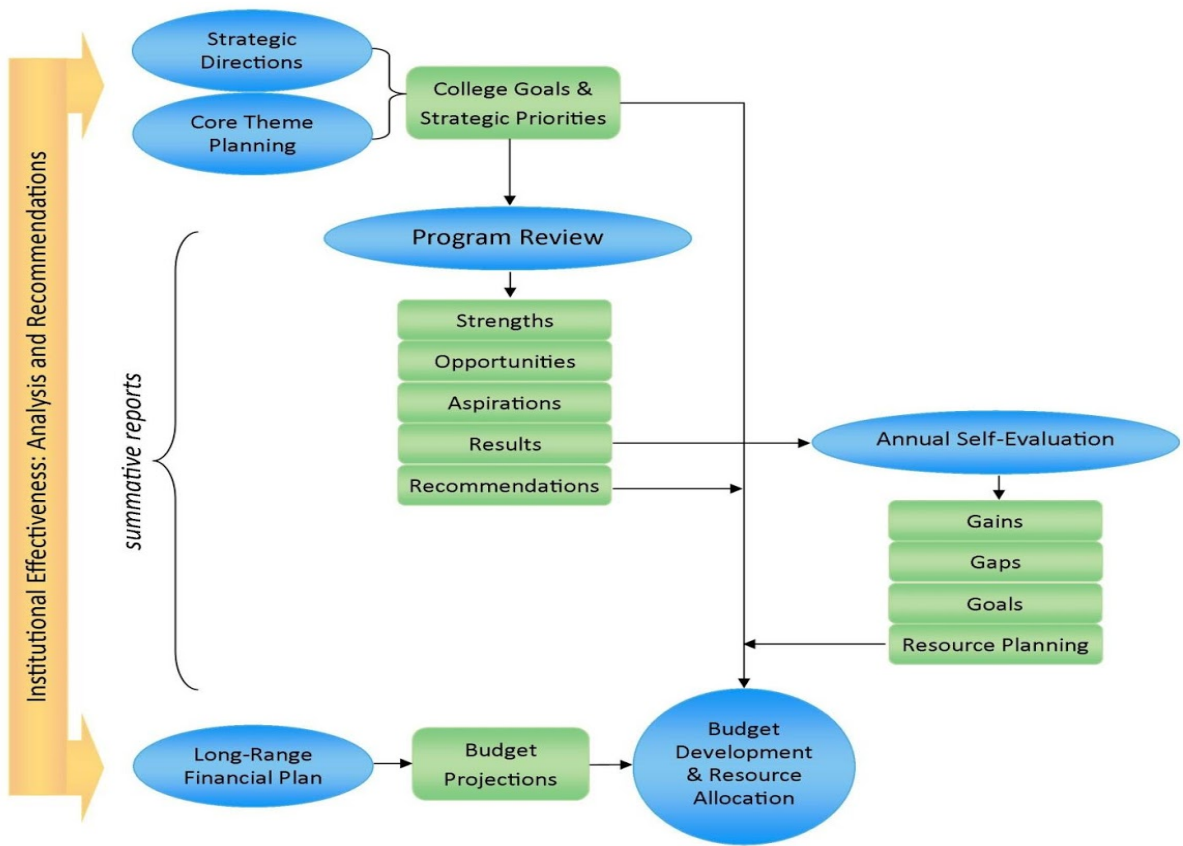 Strategic
Directions
Core Theme
Planning
College Goals &
Strategic Priorities
Institutional Effectiveness: Analysis and Recommendations
summative reports
Program Review
Strengths
Opportunities
Aspirations
Results
Recommendations
Annual Self-Evaluation
Gains
Gaps
Goals
Resource Planning
Long-Range
Financial Plan
Budget
Projections
Budget
Development
& Resource
Allocation